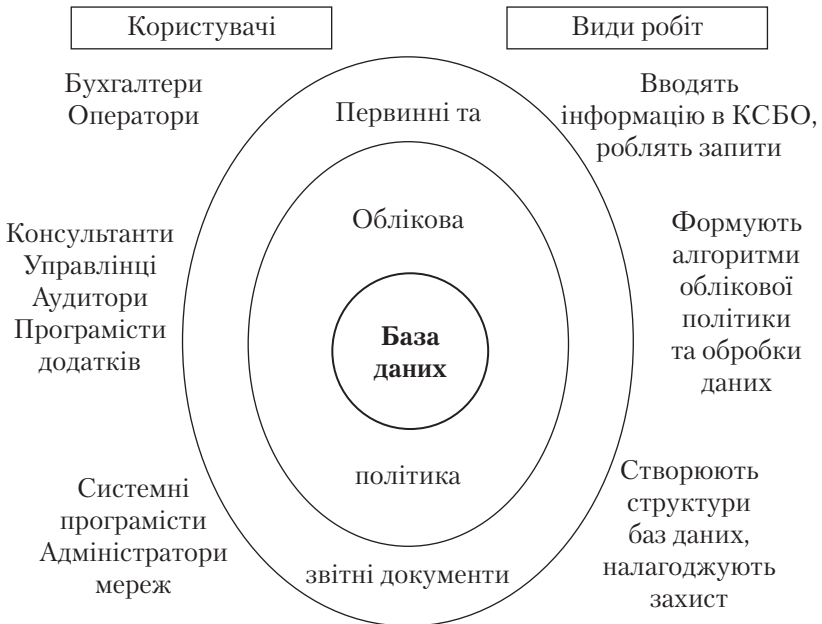 Користувачі
Види робіт
Бухгалтери
Оператори
Первинні та
Вводять
інформацію в КСБО,
роблять запити
Облікова
Консультанти
Управлінці
Аудитори
Програмісти
додатків
База
даних
Формують
алгоритми
облікової
політики
та обробки
даних
політика
Системні
програмісти
Адміністратори
мереж
звітні документи
Створюють
структури
баз даних,
налагоджують
захист